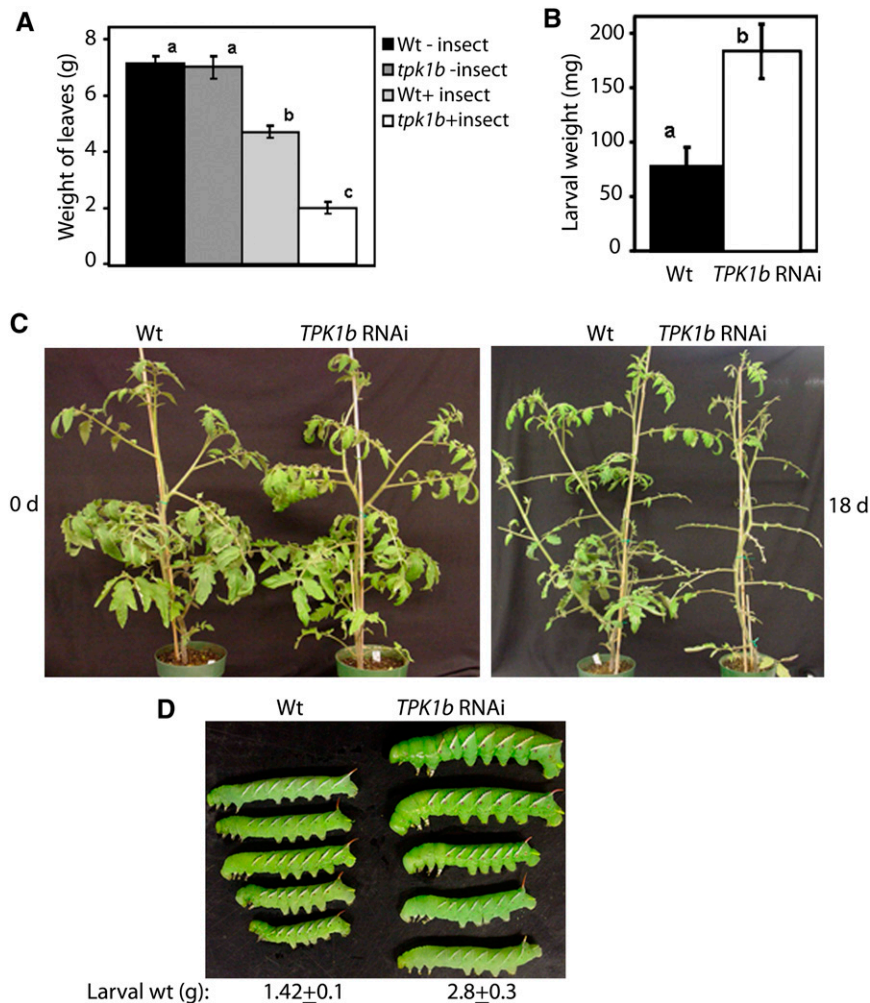 A
Weight of leaves (g)
8
6
4
2
0
a
a
b
c
Wt - insect
tpk1b -insect
Wt+ insect
tpk1b+insect
B
Larval weight (mg)
200
150
100
50
0
a
b
Wt TPK1b RNAi
C
Wt TPK1b RNAi
Wt TPK1b RNAi
0 d
18 d
D
Wt TPK1b RNAi
Larval wt (g): 1.42±0.1 2.8±0.3